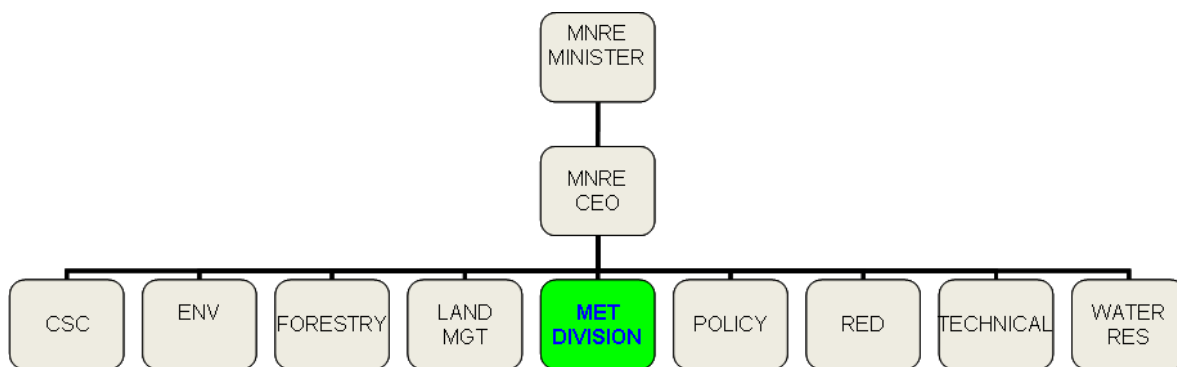 MNRE
MINISTER
MNRE
CEO
CSC
ENV
FORESTRY
LAND
MGT
MET
DIVISION
POLICY
RED
TECHNICAL
WATER
RES